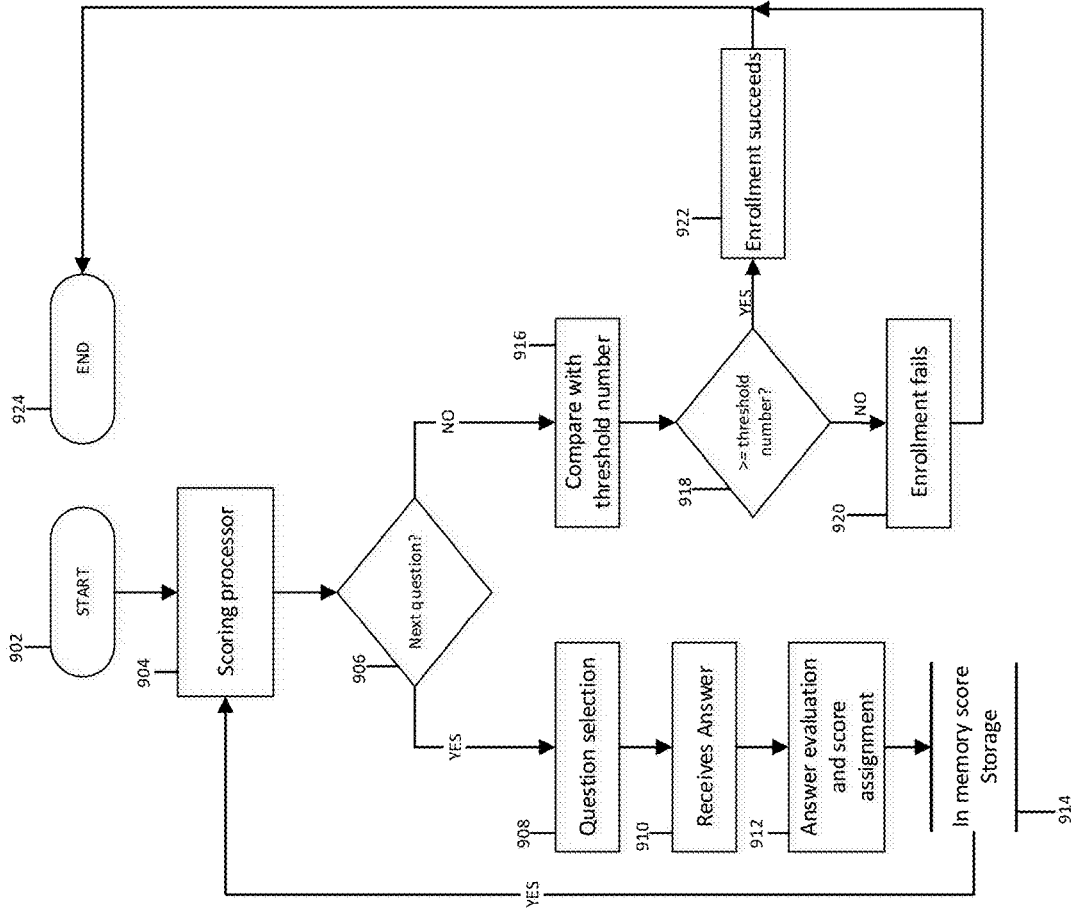 902
START
924
END
904
Scoring processor
906
Next question?
YES
NO
908
Question selection
910
Receives Answer
912
Answer evaluation
and score
assignment
In memory score
Storage
914
YES
916
Compare with
threshold number
918
>= threshold
number?
YES
NO
922
Enrollment succeeds
920
Enrollment fails